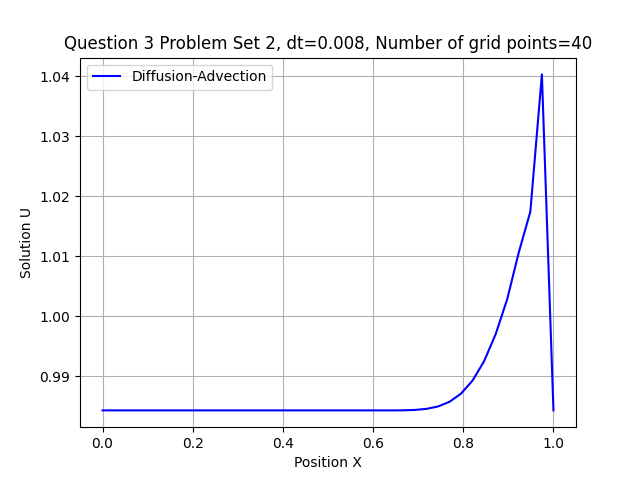 Question 3 Problem Set 2, dt=0.008, Number of grid points=40
Diffusion-Advection
1.04
1.03
1.02
1.01
1.00
0.99
Solution U
0.0 0.2 0.4 0.6 0.8 1.0
Position X